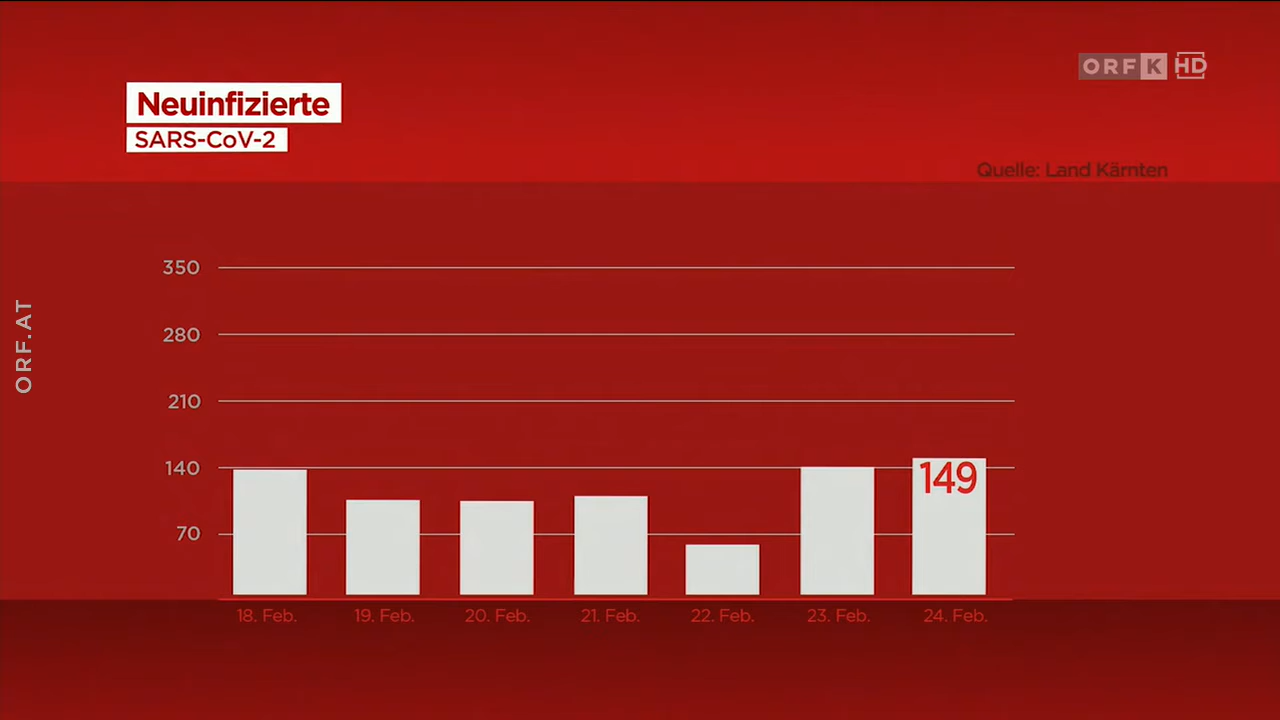 ORF K HD
Neuinfizierte
SARS-CoV-2
Quelle: Land Kärnten
350
280
210
140
70
149
18. Feb. 19. Feb. 20. Feb. 21. Feb. 22. Feb. 23. Feb. 24. Feb.
ORF.AT